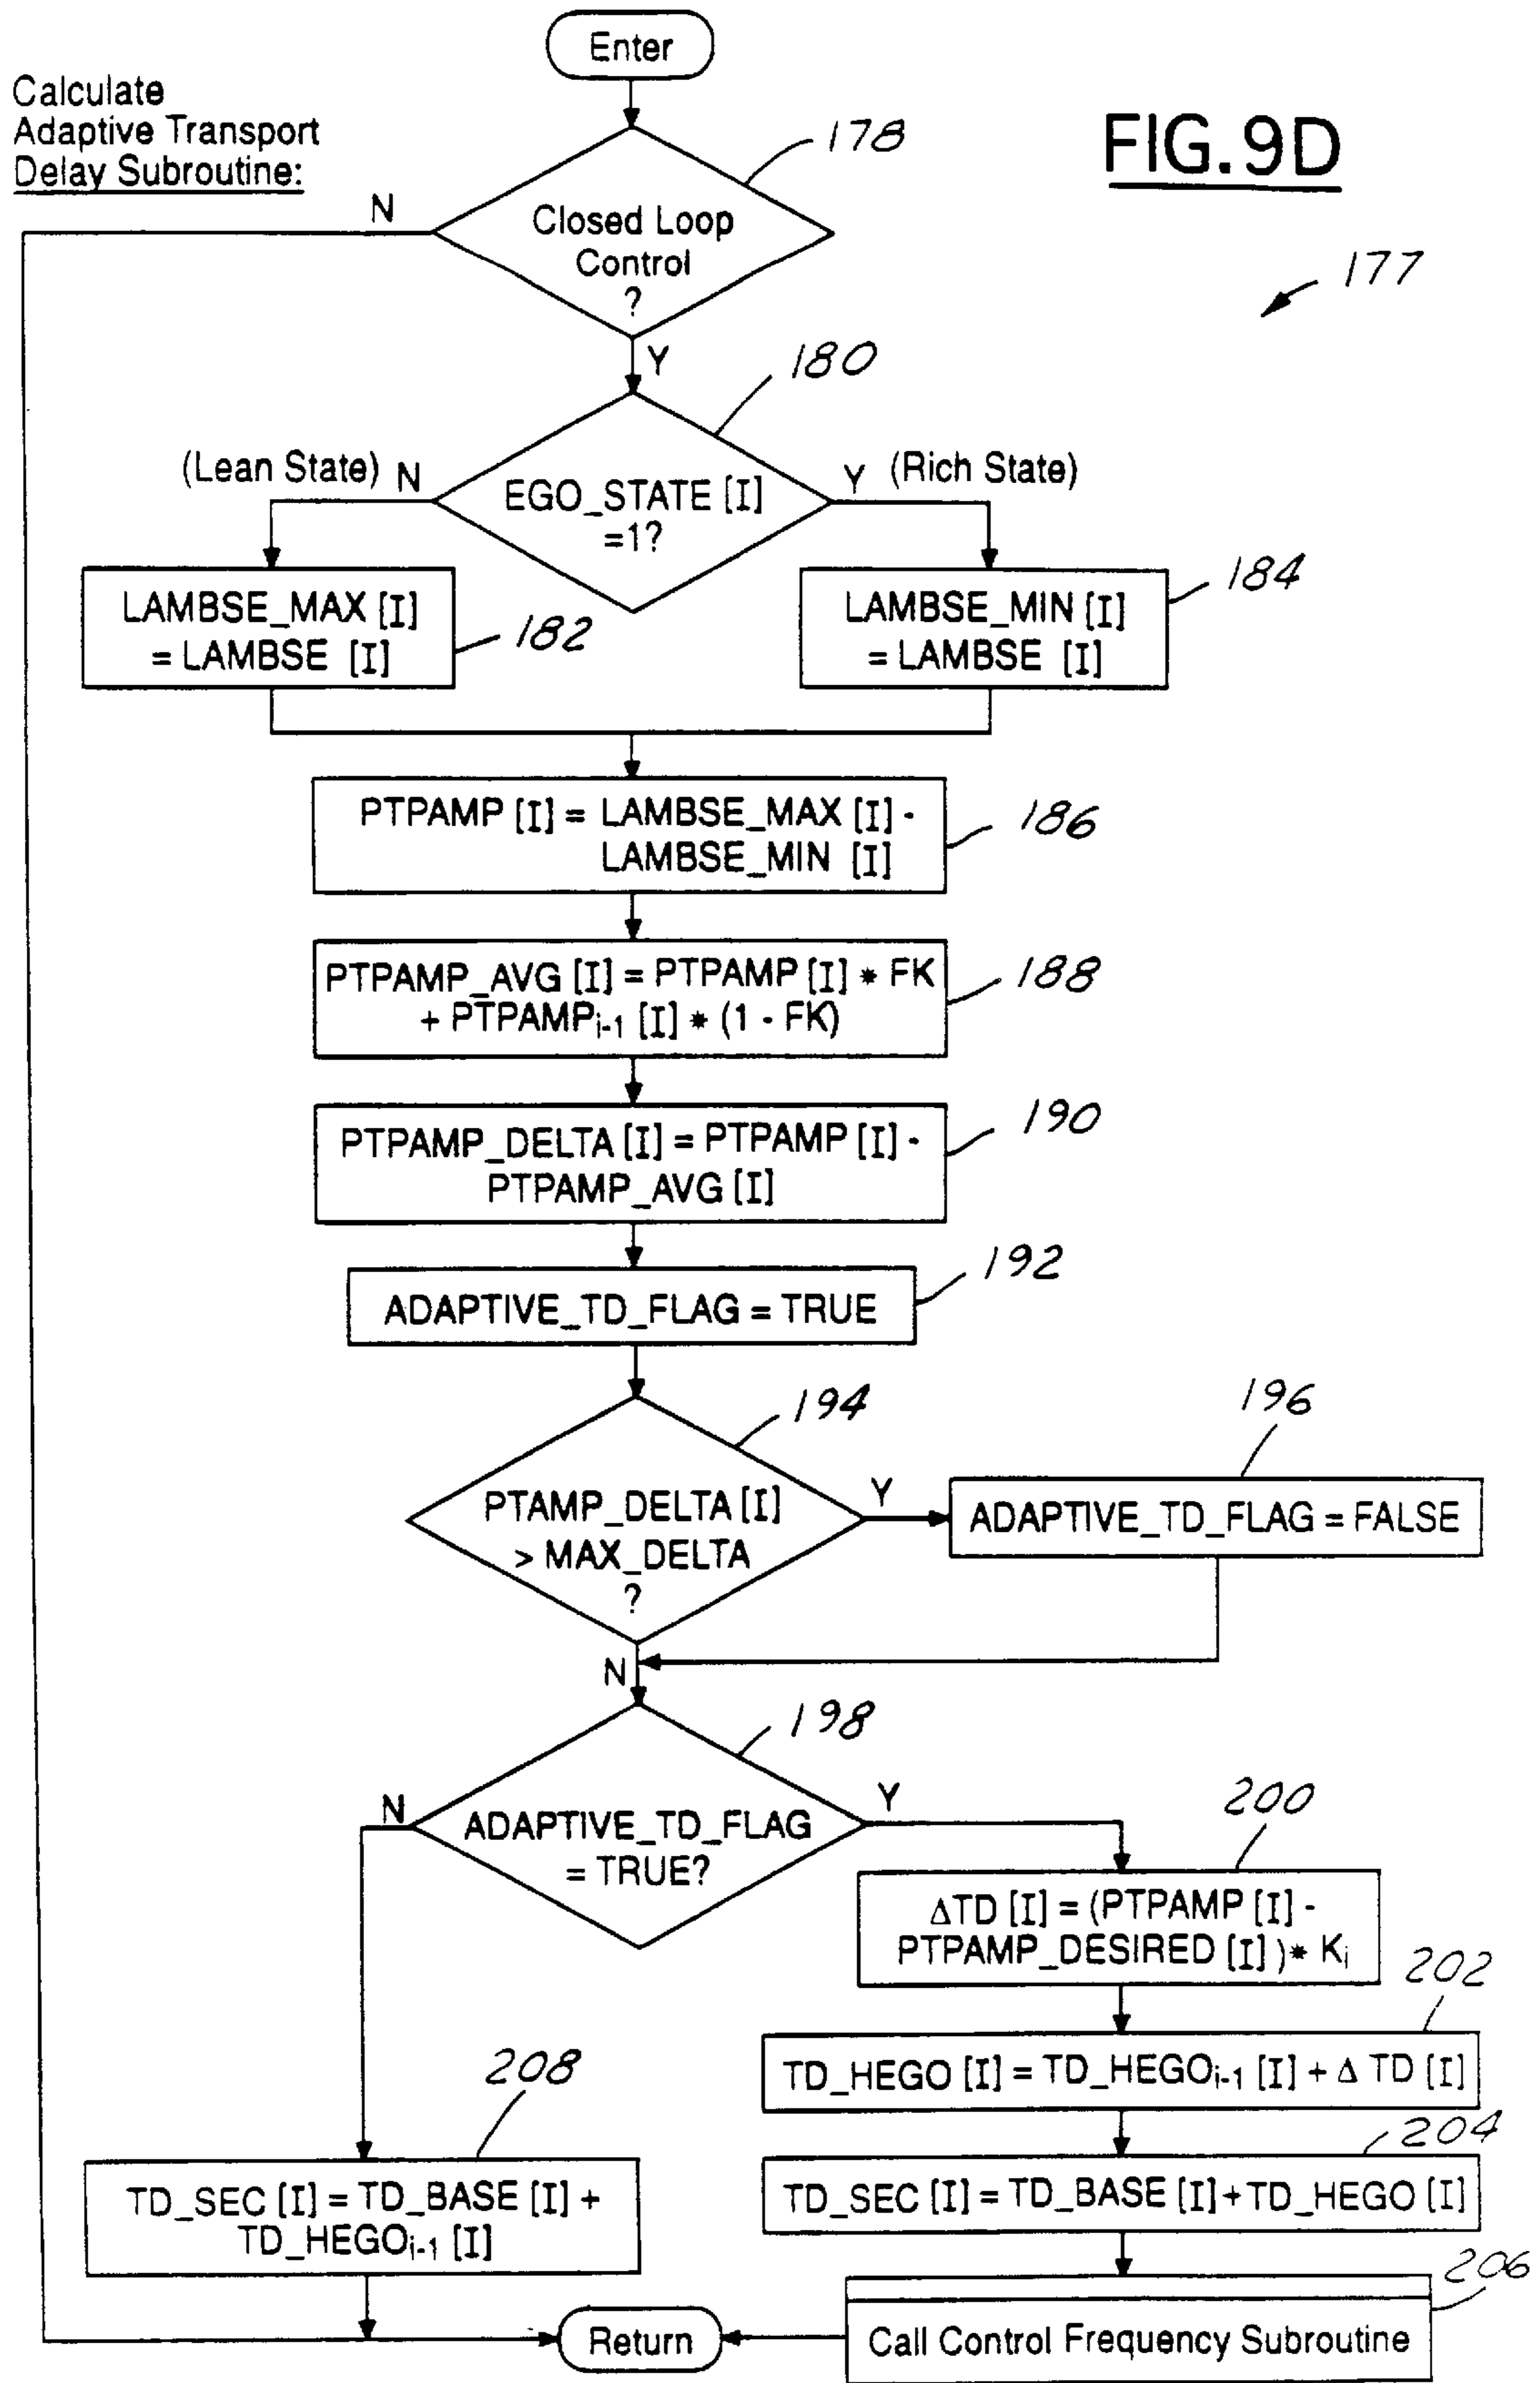 Enter
Calculate
Adaptive Transport
Delay Subroutine:
FIG.9D
178
N
Closed Loop
Control
?
177
Y
180
(Lean State) N
Y (Rich State)
EGO_STATE [I]
=1?
LAMBSE_MAX [I]
= LAMBSE [I]
182
LAMBSE_MIN [I]
= LAMBSE [I]
184
PTPAMP [I] = LAMBSE_MAX [I] -
LAMBSE_MIN [I]
186
PTPAMP_AVG [I] = PTPAMP [I] * FK
+ PTPAMPi-1 [I] * (1 - FK)
188
PTPAMP_DELTA [I] = PTPAMP [I] -
PTPAMP_AVG [I]
190
ADAPTIVE_TD_FLAG = TRUE
192
194
PTAMP_DELTA [I]
> MAX_DELTA
?
Y
196
ADAPTIVE_TD_FLAG = FALSE
N
198
N
ADAPTIVE_TD_FLAG
= TRUE?
Y
200
ΔTD [I] = (PTPAMP [I] -
PTPAMP_DESIRED [I] ) * Ki
202
TD_HEGO [I] = TD_HEGOi-1 [I] + Δ TD [I]
204
TD_SEC [I] = TD_BASE [I] + TD_HEGO [I]
208
TD_SEC [I] = TD_BASE [I] +
TD_HEGOi-1 [I]
206
Call Control Frequency Subroutine
Return